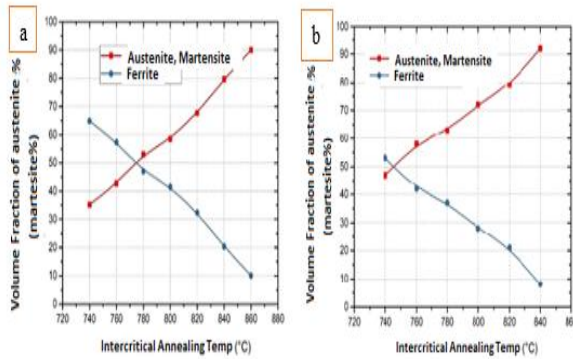 a
Austenite, Martensite
Ferrite
Volume Fraction of austenite %
(martesite%)
100
90
80
70
60
50
40
30
20
10
0
720 740 760 780 800 820 840 860 880
Intercritical Annealing Temp (°C)
b
Austenite, Martensite
Ferrite
Volume Fraction of austenite %
(martesite%)
100
90
80
70
60
50
40
30
20
10
0
720 740 760 780 800 820 840 86
Intercritical Annealing Temp (°C)